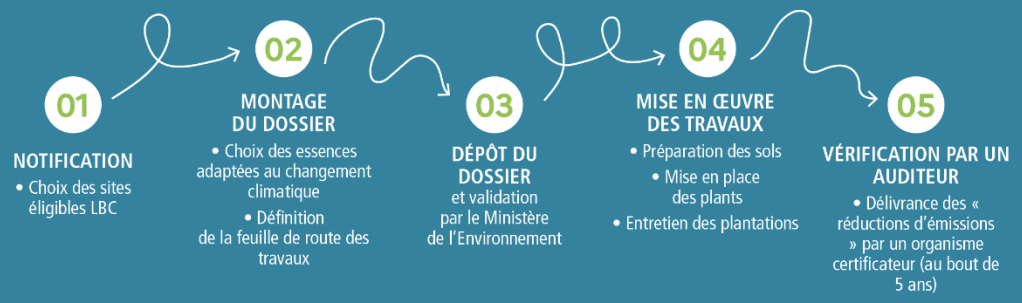 01
NOTIFICATION
• Choix des sites
éligibles LBC
02
MONTAGE
DU DOSSIER
• Choix des essences
adaptées au changement
climatique
• Définition
de la feuille de route des
travaux
03
DÉPÔT DU
DOSSIER
et validation
par le Ministère
de l’Environnement
04
MISE EN ŒUVRE
DES TRAVAUX
• Préparation des sols
• Mise en place
des plants
• Entretien des plantations
05
VÉRIFICATION PAR UN
AUDITEUR
• Délivrance des «
réductions d’émissions
» par un organisme
certificateur (au bout de
5 ans)